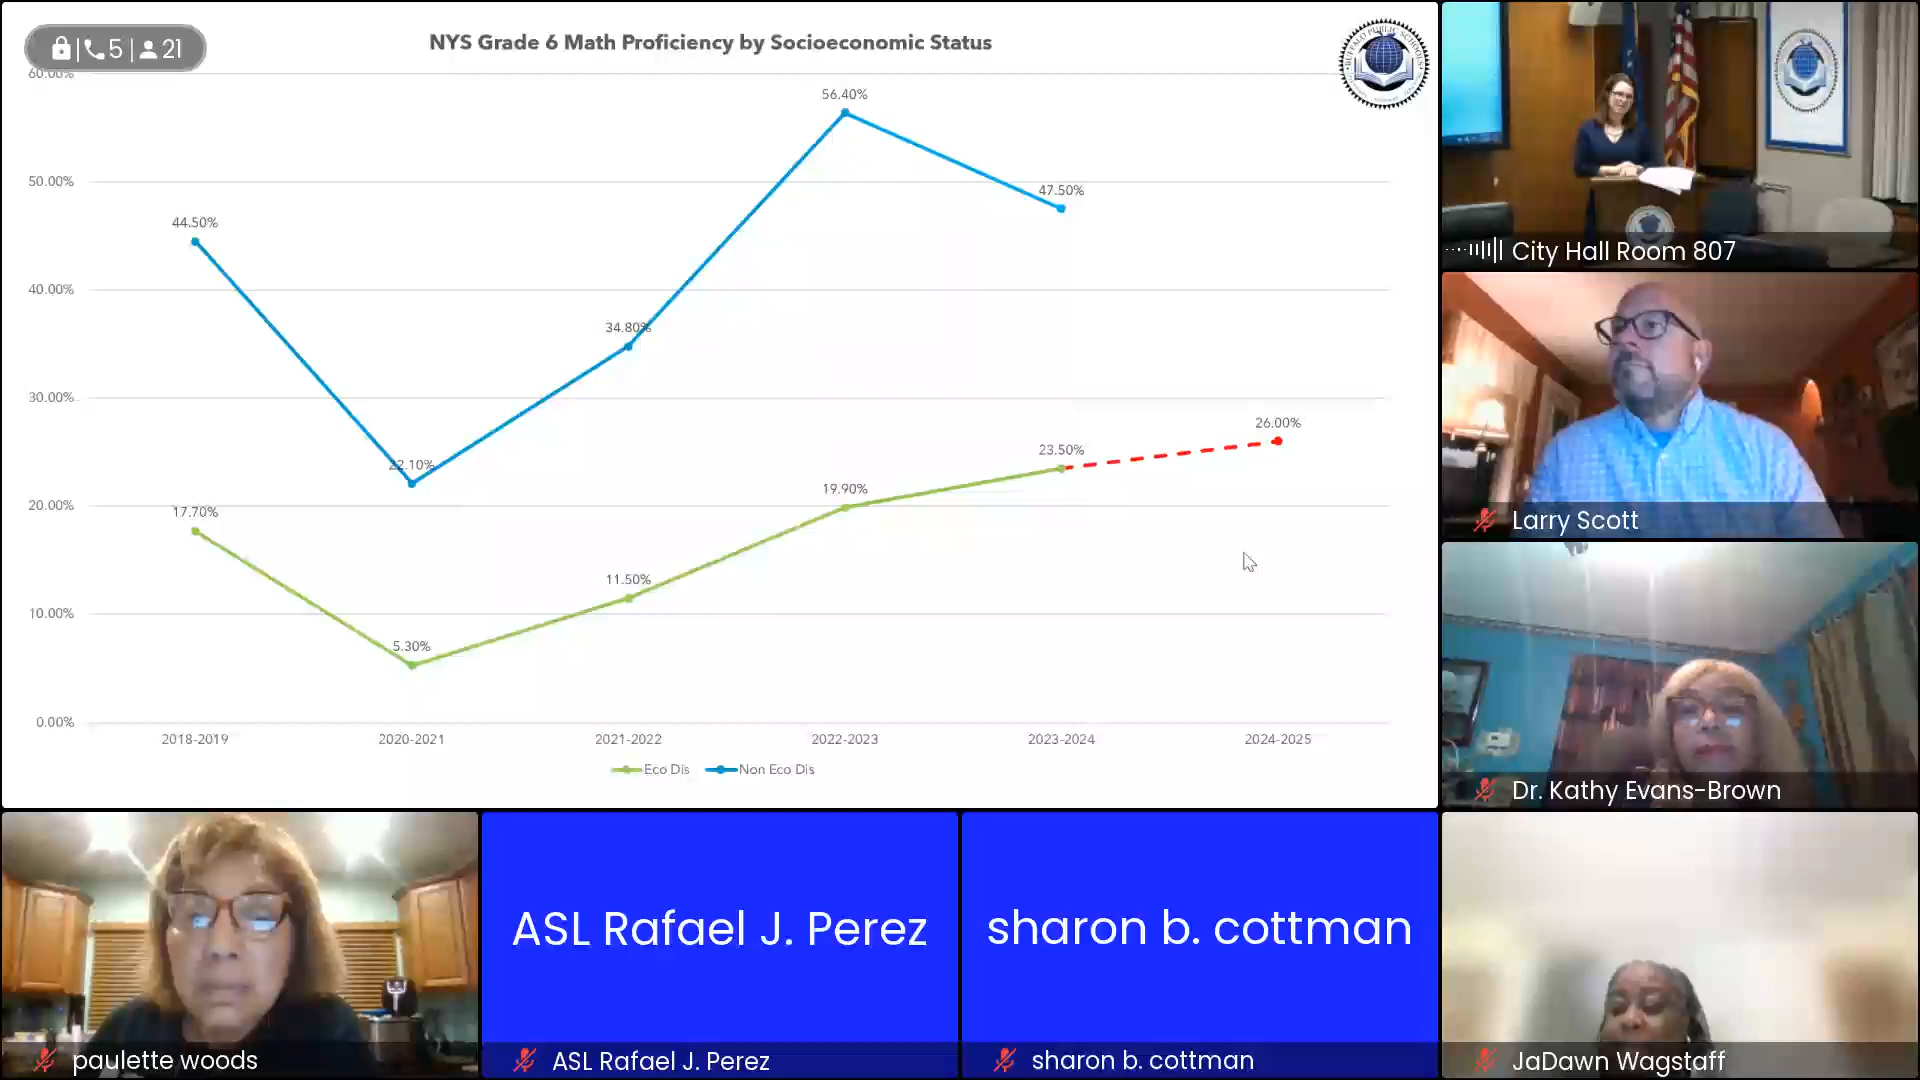 5 | 21
NYS Grade 6 Math Proficiency by Socioeconomic Status
BUFFALO PUBLIC SCHOOLS
60.00%
50.00%
40.00%
30.00%
20.00%
10.00%
0.00%
44.50%
22.10%
34.80%
56.40%
47.50%
17.70%
5.30%
11.50%
19.90%
23.50%
26.00%
2018-2019
2020-2021
2021-2022
2022-2023
2023-2024
2024-2025
Eco Dis
Non Eco Dis
City Hall Room 807
Larry Scott
Dr. Kathy Evans-Brown
paulette woods
ASL Rafael J. Perez
ASL Rafael J. Perez
sharon b. cottman
sharon b. cottman
JaDawn Wagstaff